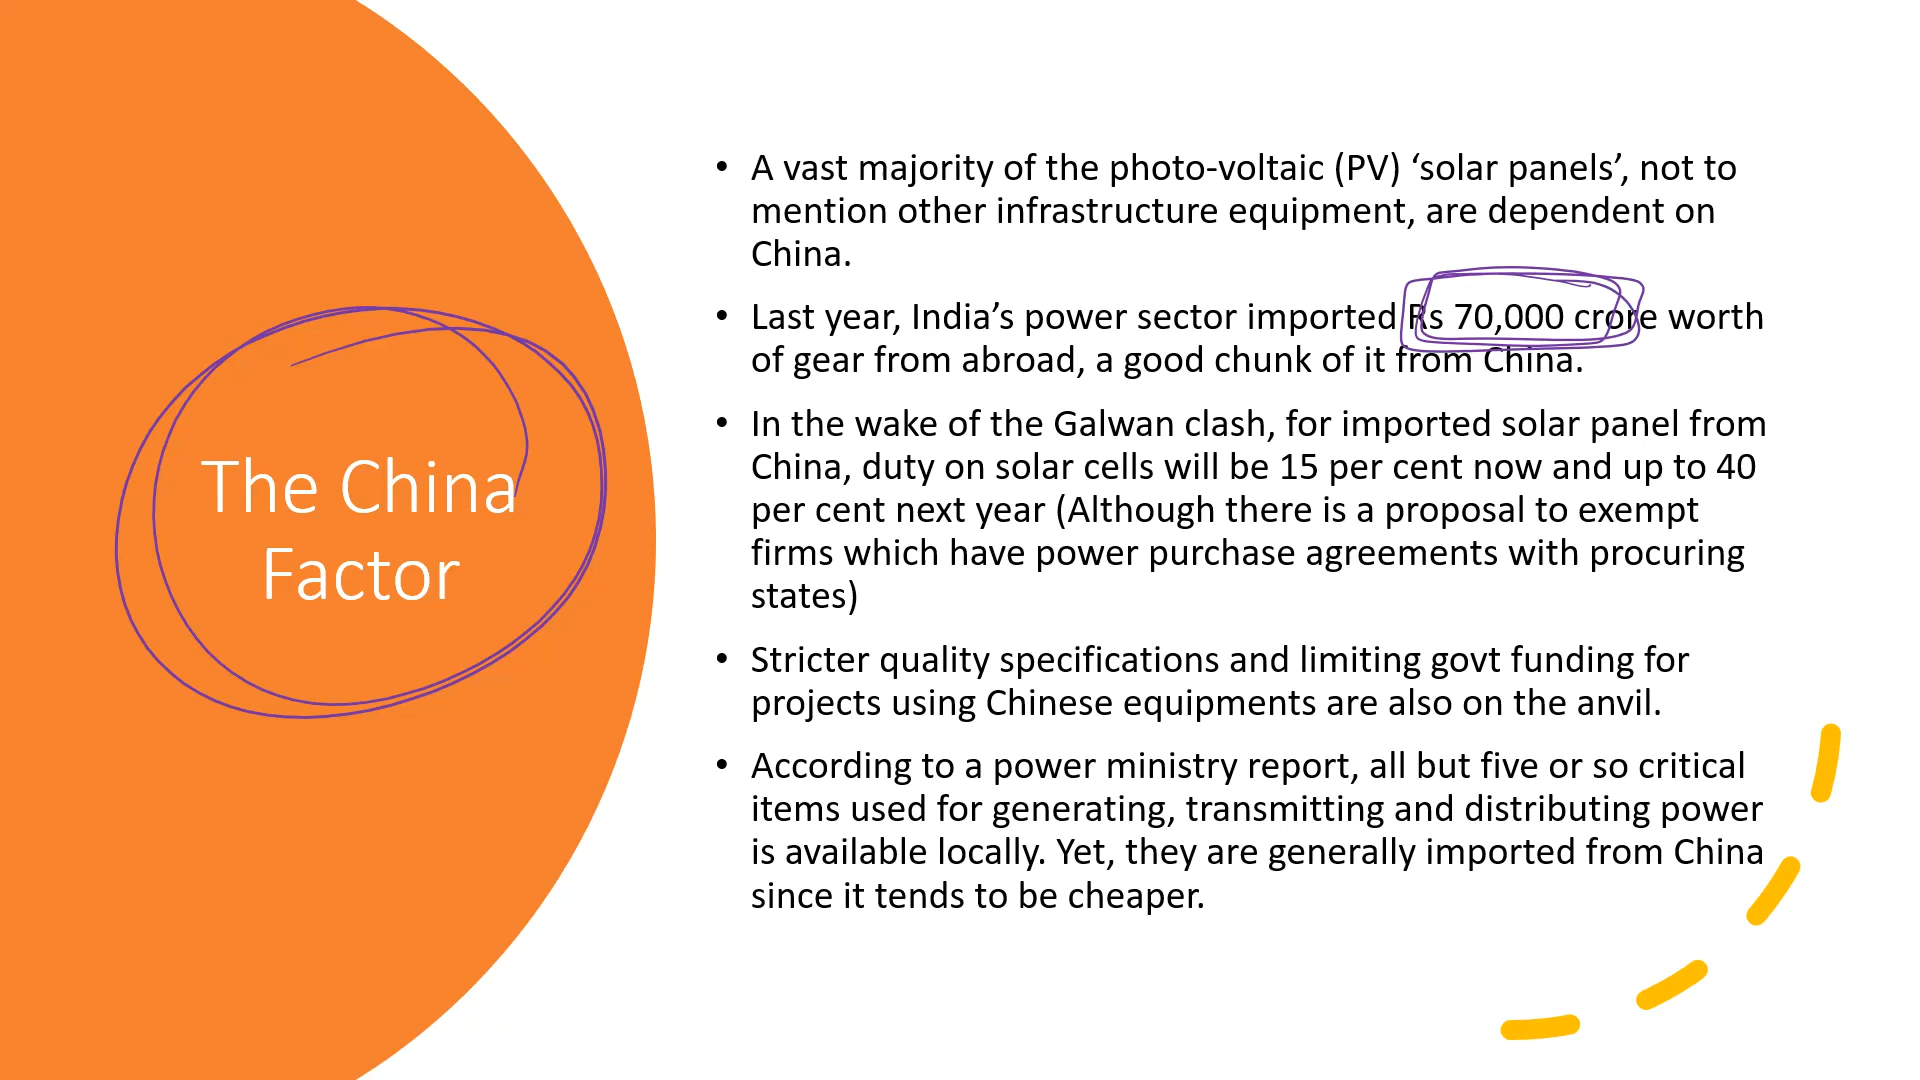 The China
Factor
• A vast majority of the photo-voltaic (PV) ‘solar panels’, not to
mention other infrastructure equipment, are dependent on
China.
• Last year, India’s power sector imported Rs 70,000 crore worth
of gear from abroad, a good chunk of it from China.
• In the wake of the Galwan clash, for imported solar panel from
China, duty on solar cells will be 15 per cent now and up to 40
per cent next year (Although there is a proposal to exempt
firms which have power purchase agreements with procuring
states)
• Stricter quality specifications and limiting govt funding for
projects using Chinese equipments are also on the anvil.
• According to a power ministry report, all but five or so critical
items used for generating, transmitting and distributing power
is available locally. Yet, they are generally imported from China
since it tends to be cheaper.